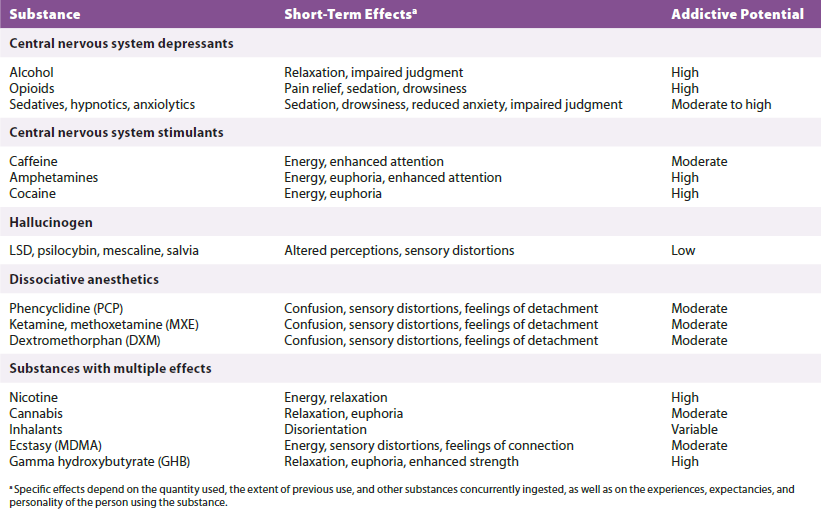 Substance Short-Term Effectsᵃ Addictive Potential
Central nervous system depressants
Alcohol Relaxation, impaired judgment High
Opioids Pain relief, sedation, drowsiness High
Sedatives, hypnotics, anxiolytics Sedation, drowsiness, reduced anxiety, impaired judgment Moderate to high
Central nervous system stimulants
Caffeine Energy, enhanced attention Moderate
Amphetamines Energy, euphoria, enhanced attention High
Cocaine Energy, euphoria High
Hallucinogen
LSD, psilocybin, mescaline, salvia Altered perceptions, sensory distortions Low
Dissociative anesthetics
Phencyclidine (PCP) Confusion, sensory distortions, feelings of detachment Moderate
Ketamine, methoxetamine (MXE) Confusion, sensory distortions, feelings of detachment Moderate
Dextromethorphan (DXM) Confusion, sensory distortions, feelings of detachment Moderate
Substances with multiple effects
Nicotine Energy, relaxation High
Cannabis Relaxation, euphoria Moderate
Inhalants Disorientation Variable
Ecstasy (MDMA) Energy, sensory distortions, feelings of connection Moderate
Gamma hydroxybutyrate (GHB) Relaxation, euphoria, enhanced strength High
ᵃ Specific effects depend on the quantity used, the extent of previous use, and other substances concurrently ingested, as well as on the experiences, expectancies, and
personality of the person using the substance.